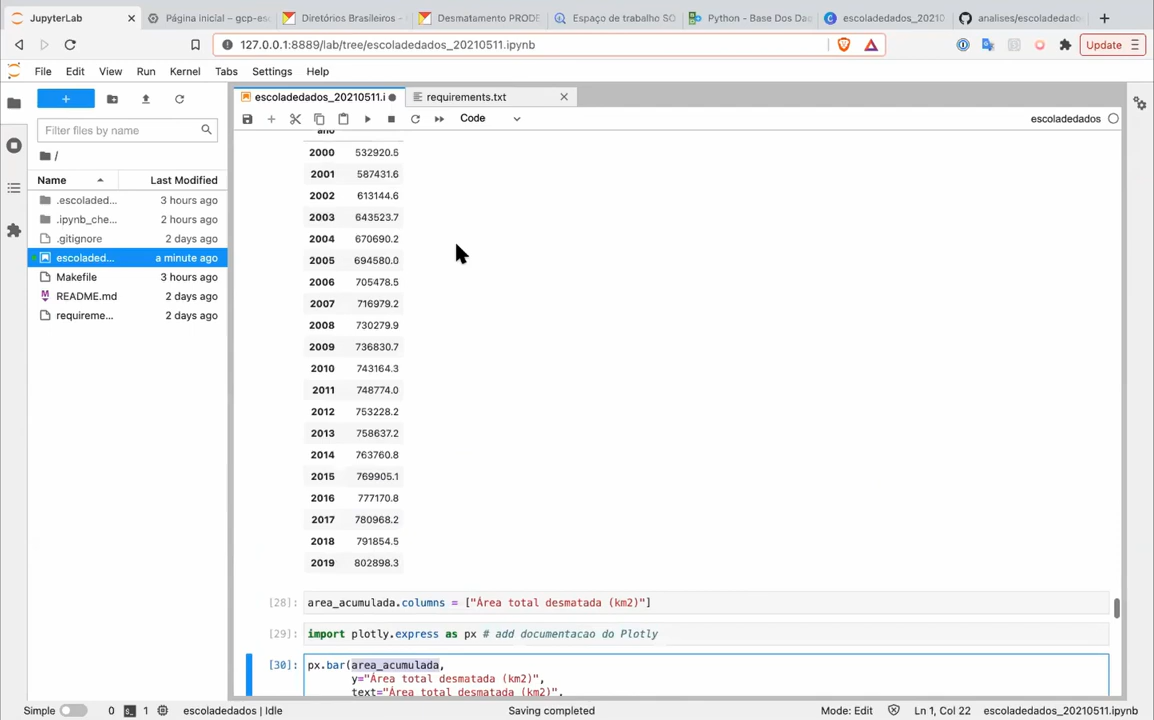 JupyterLab
Página inicial – gcp-es
Diretórios Brasileiros -
Desmatamento PRODE
Espaço de trabalho SQ
Python - Base Dos Da
escoladedados_20210
analises/escoladedado
127.0.0.1:8889/lab/tree/escoladedados_20210511.ipynb
Update
File Edit View Run Kernel Tabs Settings Help
escoladedados_20210511.i
requirements.txt
Code
escoladedados
Filter files by name
/
Name Last Modified
.escoladed... 3 hours ago
.ipynb_che... 2 hours ago
.gitignore 2 days ago
escoladed... a minute ago
Makefile 3 hours ago
README.md 2 days ago
requireme... 2 days ago
ano
2000 532920.5
2001 587431.6
2002 613144.6
2003 643523.7
2004 670690.2
2005 694580.0
2006 705478.5
2007 716979.2
2008 730279.9
2009 736830.7
2010 743164.3
2011 748774.0
2012 753228.2
2013 758637.2
2014 763760.8
2015 769905.1
2016 777170.8
2017 780968.2
2018 791854.5
2019 802898.3
[28]: area_acumulada.columns = ["Área total desmatada (km2)"]
[29]: import plotly.express as px # add documentacao do Plotly
[30]: px.bar(area_acumulada,
y="Área total desmatada (km2)",
text="Área total desmatada (km2)",
Simple 0 1 escoladedados | Idle Saving completed Mode: Edit Ln 1, Col 22 escoladedados_20210511.ipynb